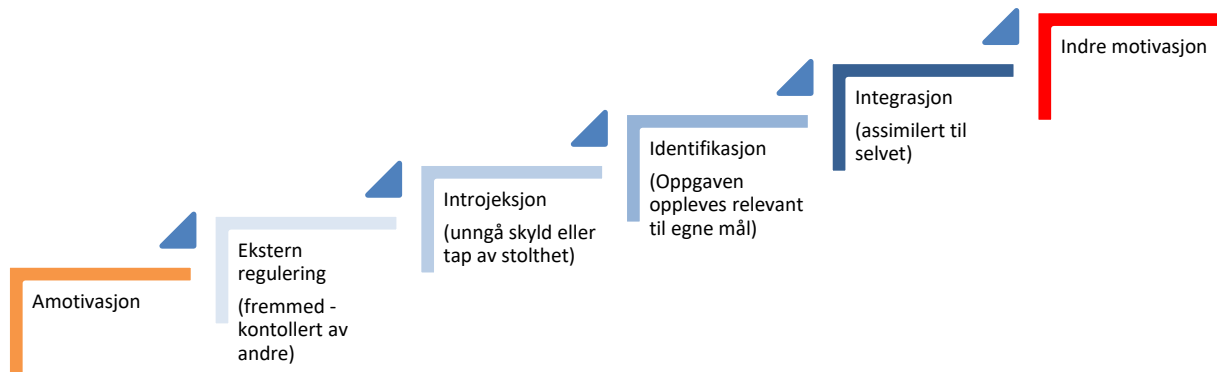 Amotivasjon
Ekstern
regulering
(fremmed -
kontollert av
andre)
Introjeksjon
(unngå skyld eller
tap av stolthet)
Identifikasjon
(Oppgaven
oppleves relevant
til egne mål)
Integrasjon
(assimilert til
selvet)
Indre motivasjon